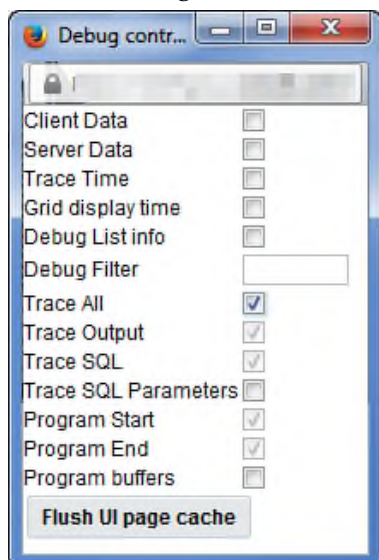 Debug contr...
Client Data
Server Data
Trace Time
Grid display time
Debug List info
Debug Filter
Trace All
Trace Output
Trace SQL
Trace SQL Parameters
Program Start
Program End
Program buffers
Flush UI page cache